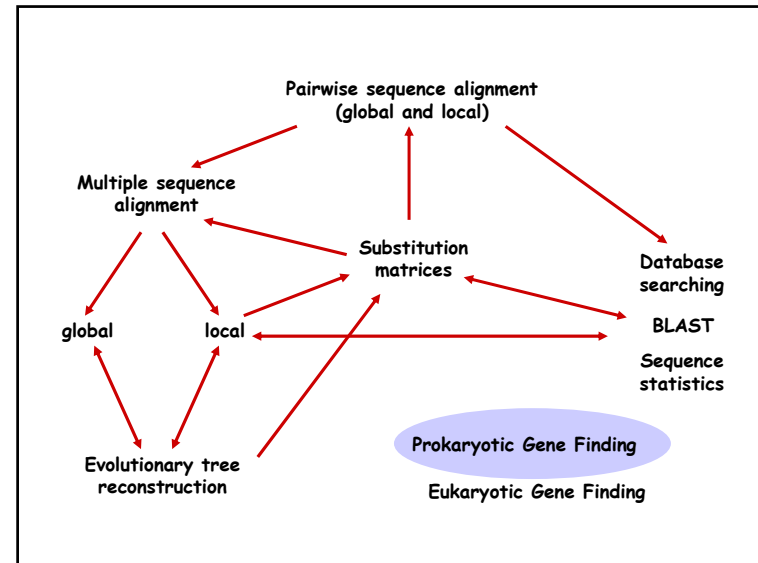 Pairwise sequence alignment
(global and local)
Multiple sequence
alignment
Substitution
matrices
Database
searching
global
local
BLAST
Sequence
statistics
Prokaryotic Gene Finding
Evolutionary tree
reconstruction
Eukaryotic Gene Finding